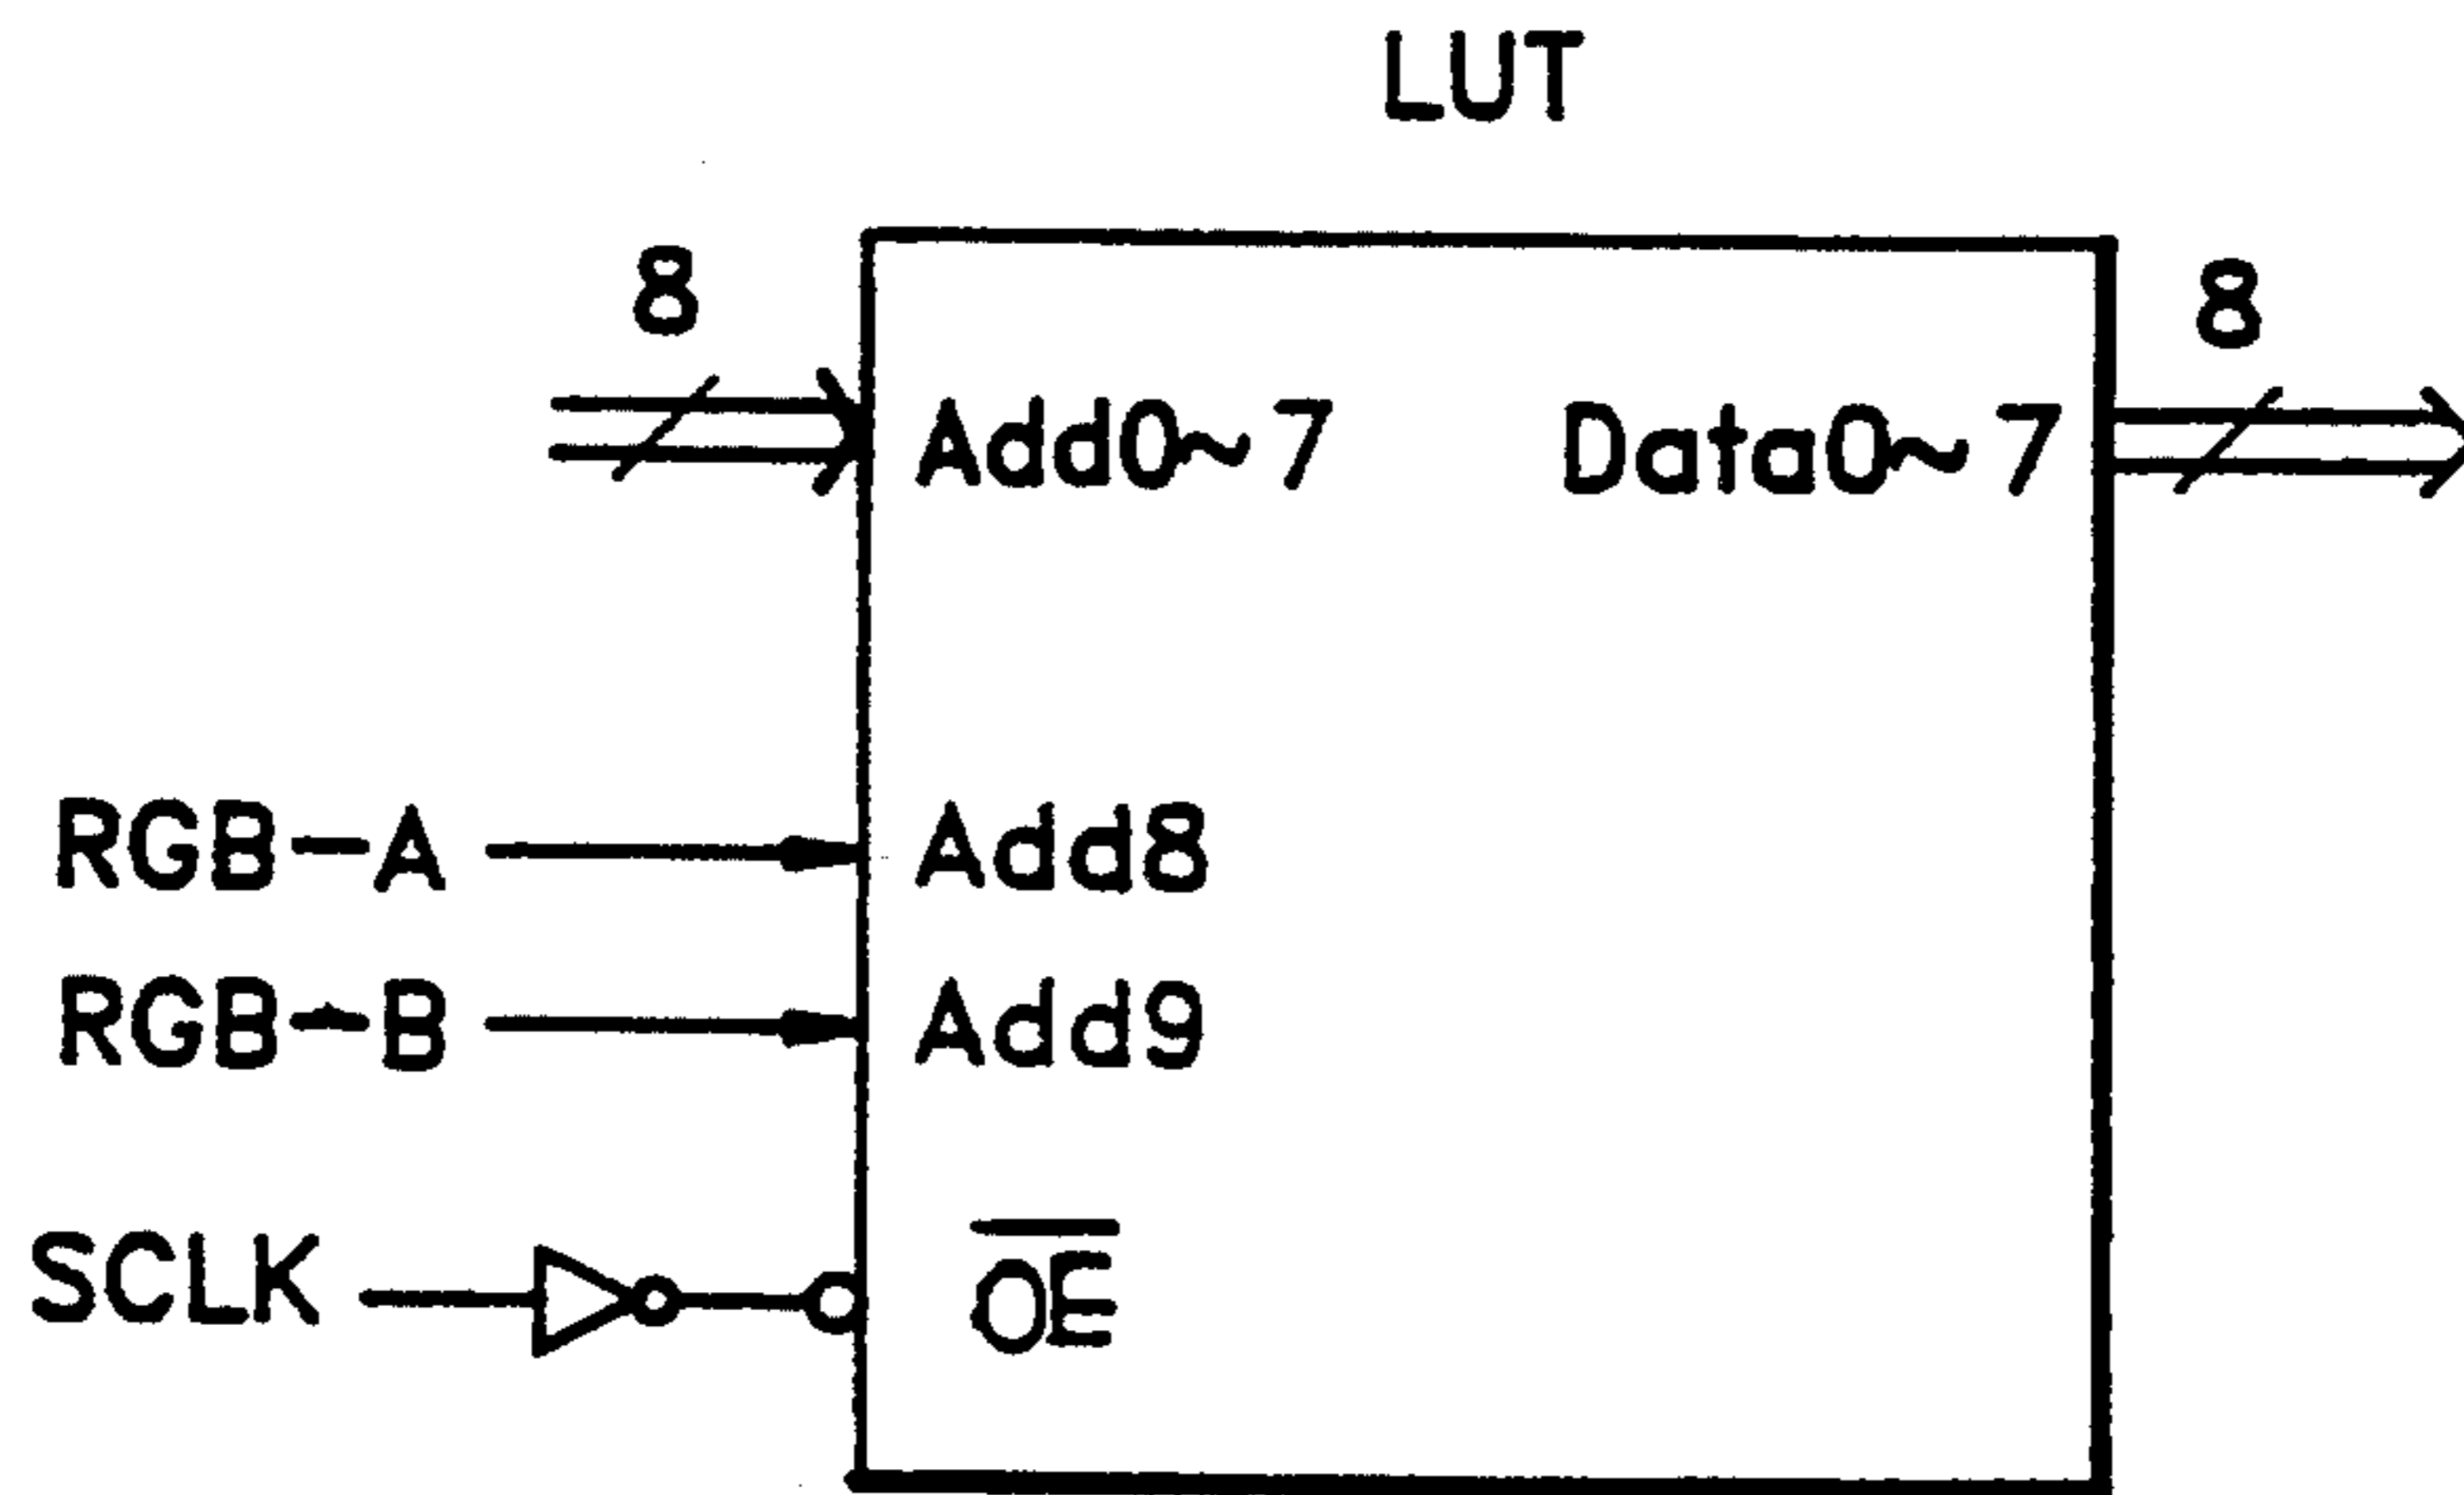 LUT
8
8
Add0~7
Data0~7
RGB-A
Add8
RGB-B
Add9
SCLK
OE